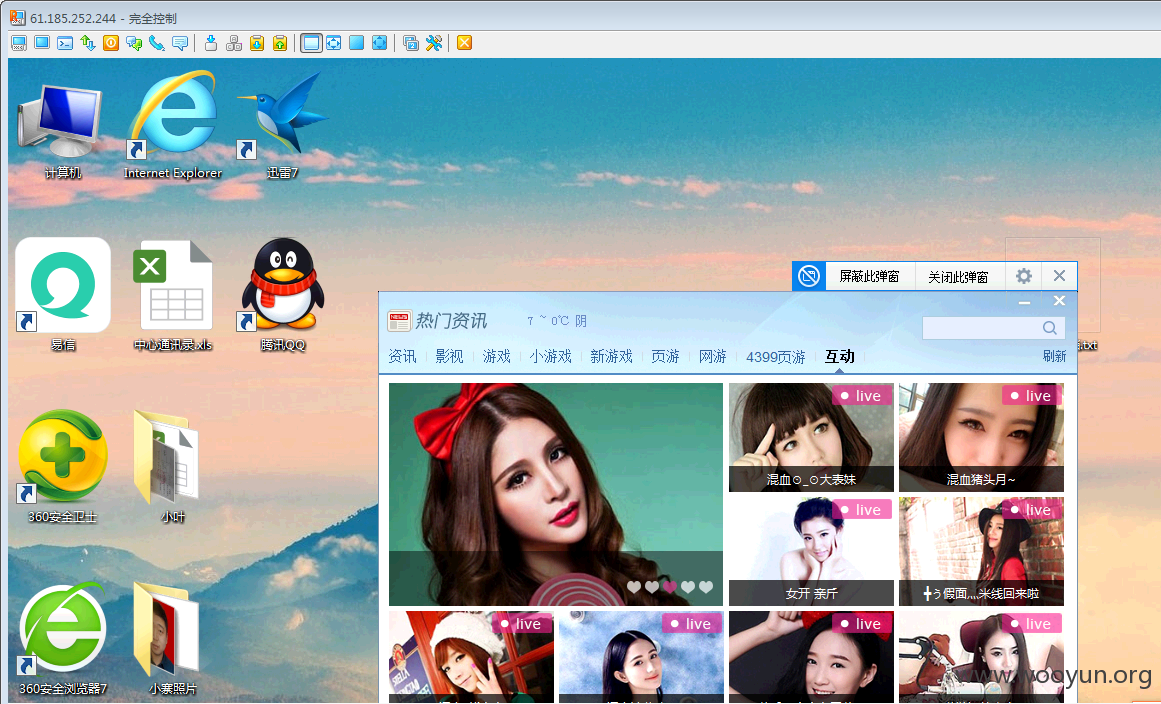 61.185.252.244 - 完全控制
计算机
Internet Explorer
迅雷7
易信
中心通讯录.xls
腾讯QQ
屏蔽此弹窗
关闭此弹窗
NEWS
热门资讯
7 ~ 0℃ 阴
资讯
影视
游戏
小游戏
新游戏
页游
网游
4399页游
互动
刷新
.txt
live
live
混血⊙_⊙大表妹
混血猪头月~
live
live
女开 亲斤
╋う假面灬米线回来啦
live
live
live
live
360安全卫士
小叶
360安全浏览器7
小寨照片
www.wooyun.org